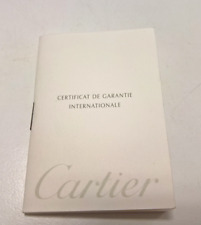 CERTIFICAT DE GARANTIE
INTERNATIONALE
Cartier